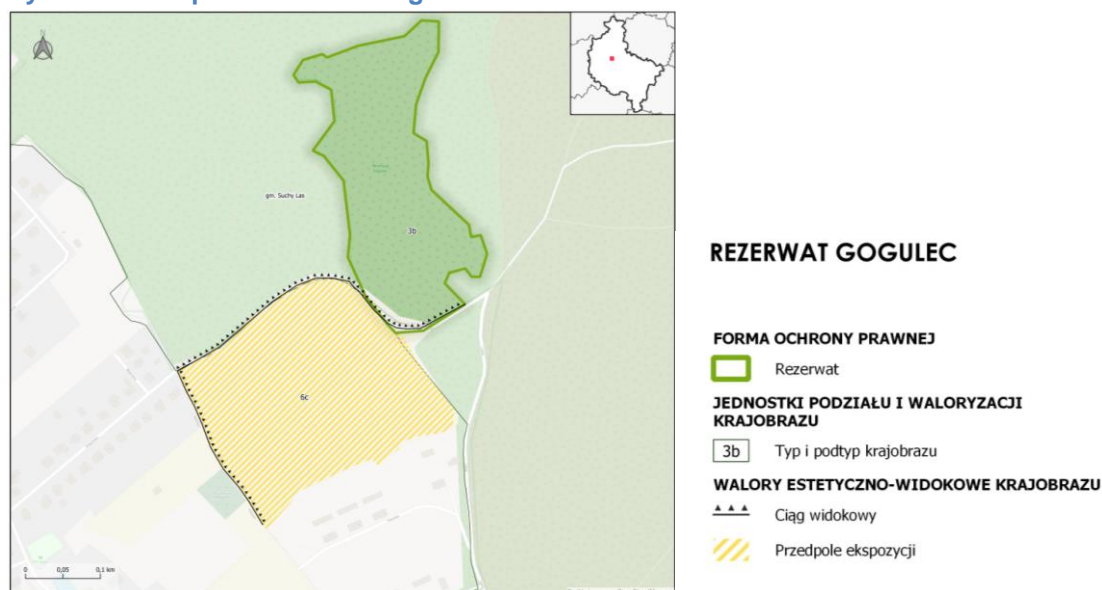 N
gm. Suchy Las
3b
6c
0 0,05 0,1 km
REZERWAT GOGULEC
FORMA OCHRONY PRAWNEJ
Rezerwat
JEDNOSTKI PODZIAŁU I WALORYZACJI
KRAJOBRAZU
3b Typ i podtyp krajobrazu
WALORY ESTETYCZNO-WIDOKOWE KRAJOBRAZU
Ciąg widokowy
Przedpole ekspozycji